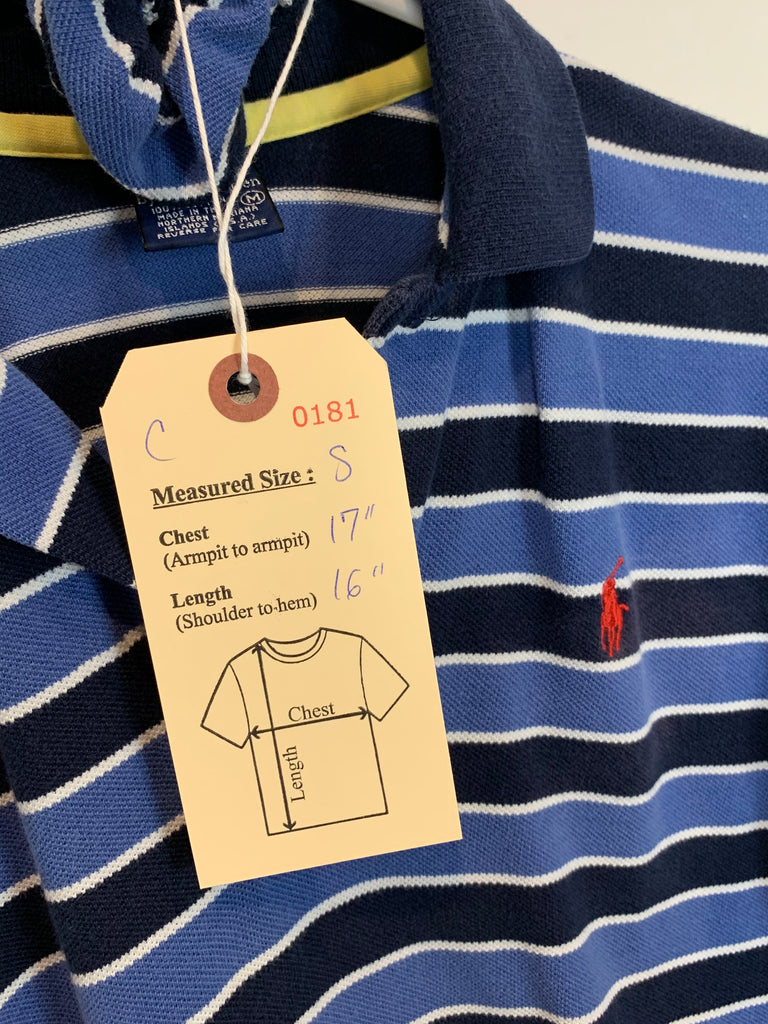 M
100%
MADE IN
NORTHERN
ISLANDS
REVERSE FOR CARE
C
0181
Measured Size : S
Chest 17"
(Armpit to armpit)
Length 16"
(Shoulder to hem)
Chest
Length